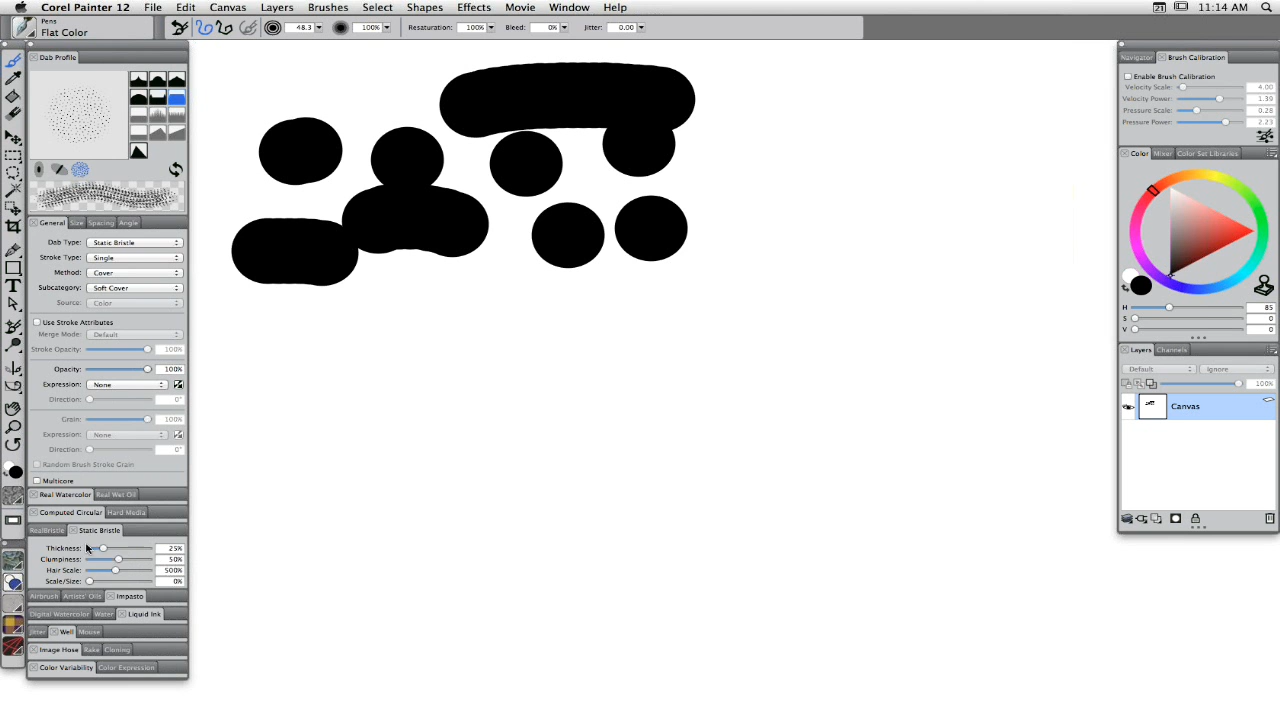 Corel Painter 12 File Edit Canvas Layers Brushes Select Shapes Effects Movie Window Help 21 11:14 AM
Pens
Flat Color
48.3 100% Resaturation: 100% Bleed: 0% Jitter: 0.00
Dab Profile
General Size Spacing Angle
Dab Type: Static Bristle
Stroke Type: Single
Method: Cover
Subcategory: Soft Cover
Source: Color
Use Stroke Attributes
Merge Mode: Default
Stroke Opacity: 100%
Opacity: 100%
Expression: None
Direction: 0°
Grain: 100%
Expression: None
Direction: 0°
Random Brush Stroke Grain
Multicore
Real Watercolor Real Wet Oil
Computed Circular Hard Media
RealBristle Static Bristle
Thickness: 25%
Clumpiness: 50%
Hair Scale: 500%
Scale/Size: 0%
Airbrush Artists' Oils Impasto
Digital Watercolor Water Liquid Ink
Jitter Well Mouse
Image Hose Rake Cloning
Color Variability Color Expression
T
Navigator Brush Calibration
Enable Brush Calibration
Velocity Scale: 4.00
Velocity Power: 1.39
Pressure Scale: 0.28
Pressure Power: 2.23
Color Mixer Color Set Libraries
H 85
S 0
V 0
Layers Channels
Default Ignore
100%
Canvas